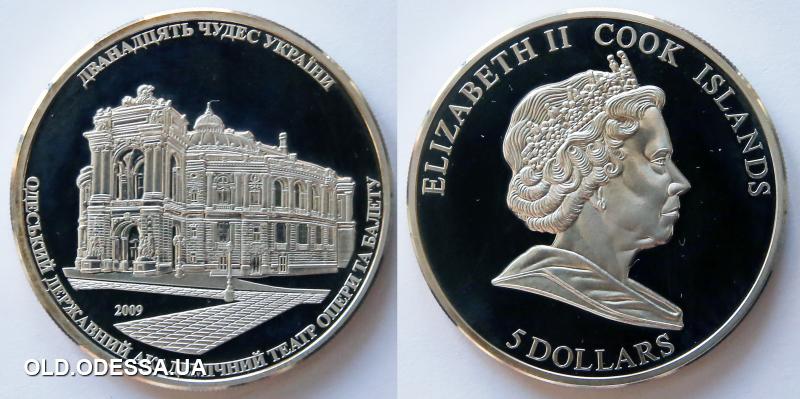 ДВАНАДЦЯТЬ ЧУДЕС УКРАЇНИ
ОДЕСЬКИЙ ДЕРЖАВНИЙ ТЕАТР ОПЕРИ ТА БАЛЕТУ
2009
ELIZABETH II COOK ISLANDS
5 DOLLARS
OLD.ODESSA.UA